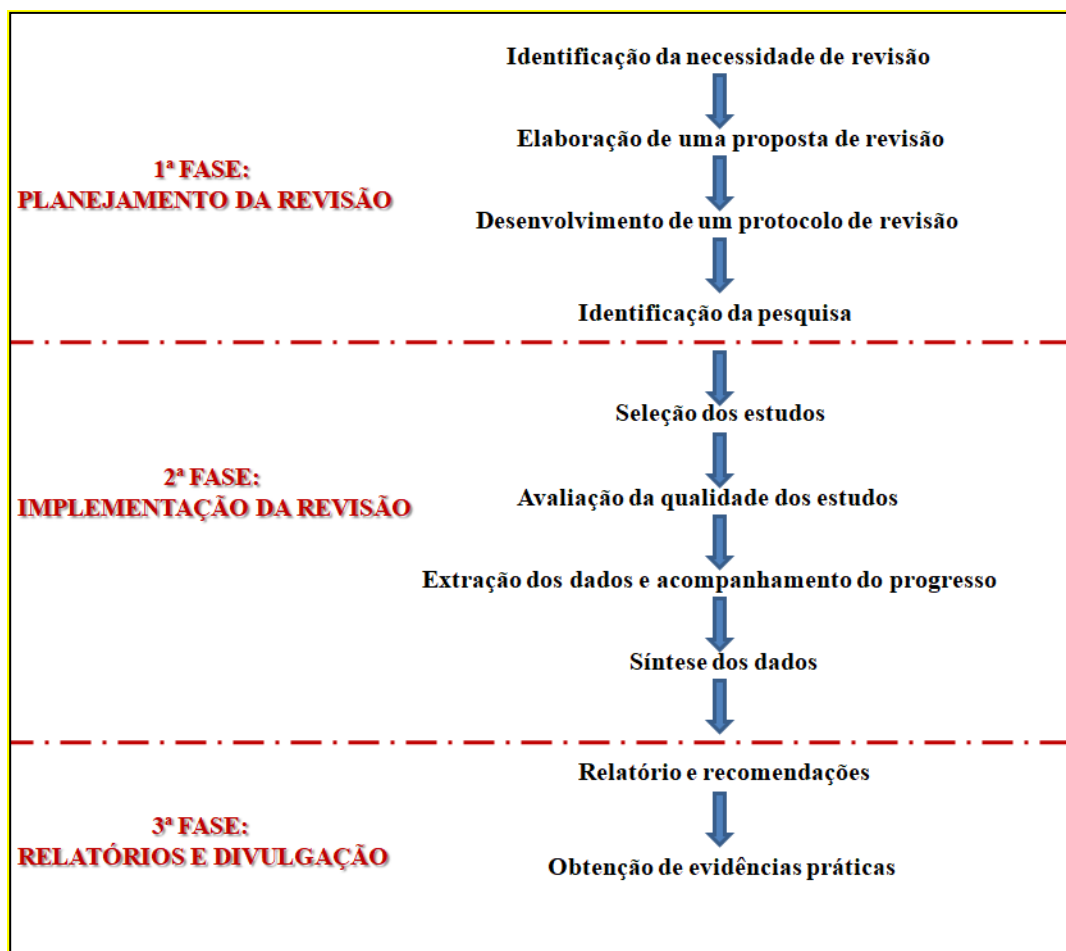 Identificação da necessidade de revisão
Elaboração de uma proposta de revisão
1ª FASE:
PLANEJAMENTO DA REVISÃO
Desenvolvimento de um protocolo de revisão
Identificação da pesquisa
Seleção dos estudos
2ª FASE:
IMPLEMENTAÇÃO DA REVISÃO
Avaliação da qualidade dos estudos
Extração dos dados e acompanhamento do progresso
Síntese dos dados
Relatório e recomendações
3ª FASE:
RELATÓRIOS E DIVULGAÇÃO
Obtenção de evidências práticas